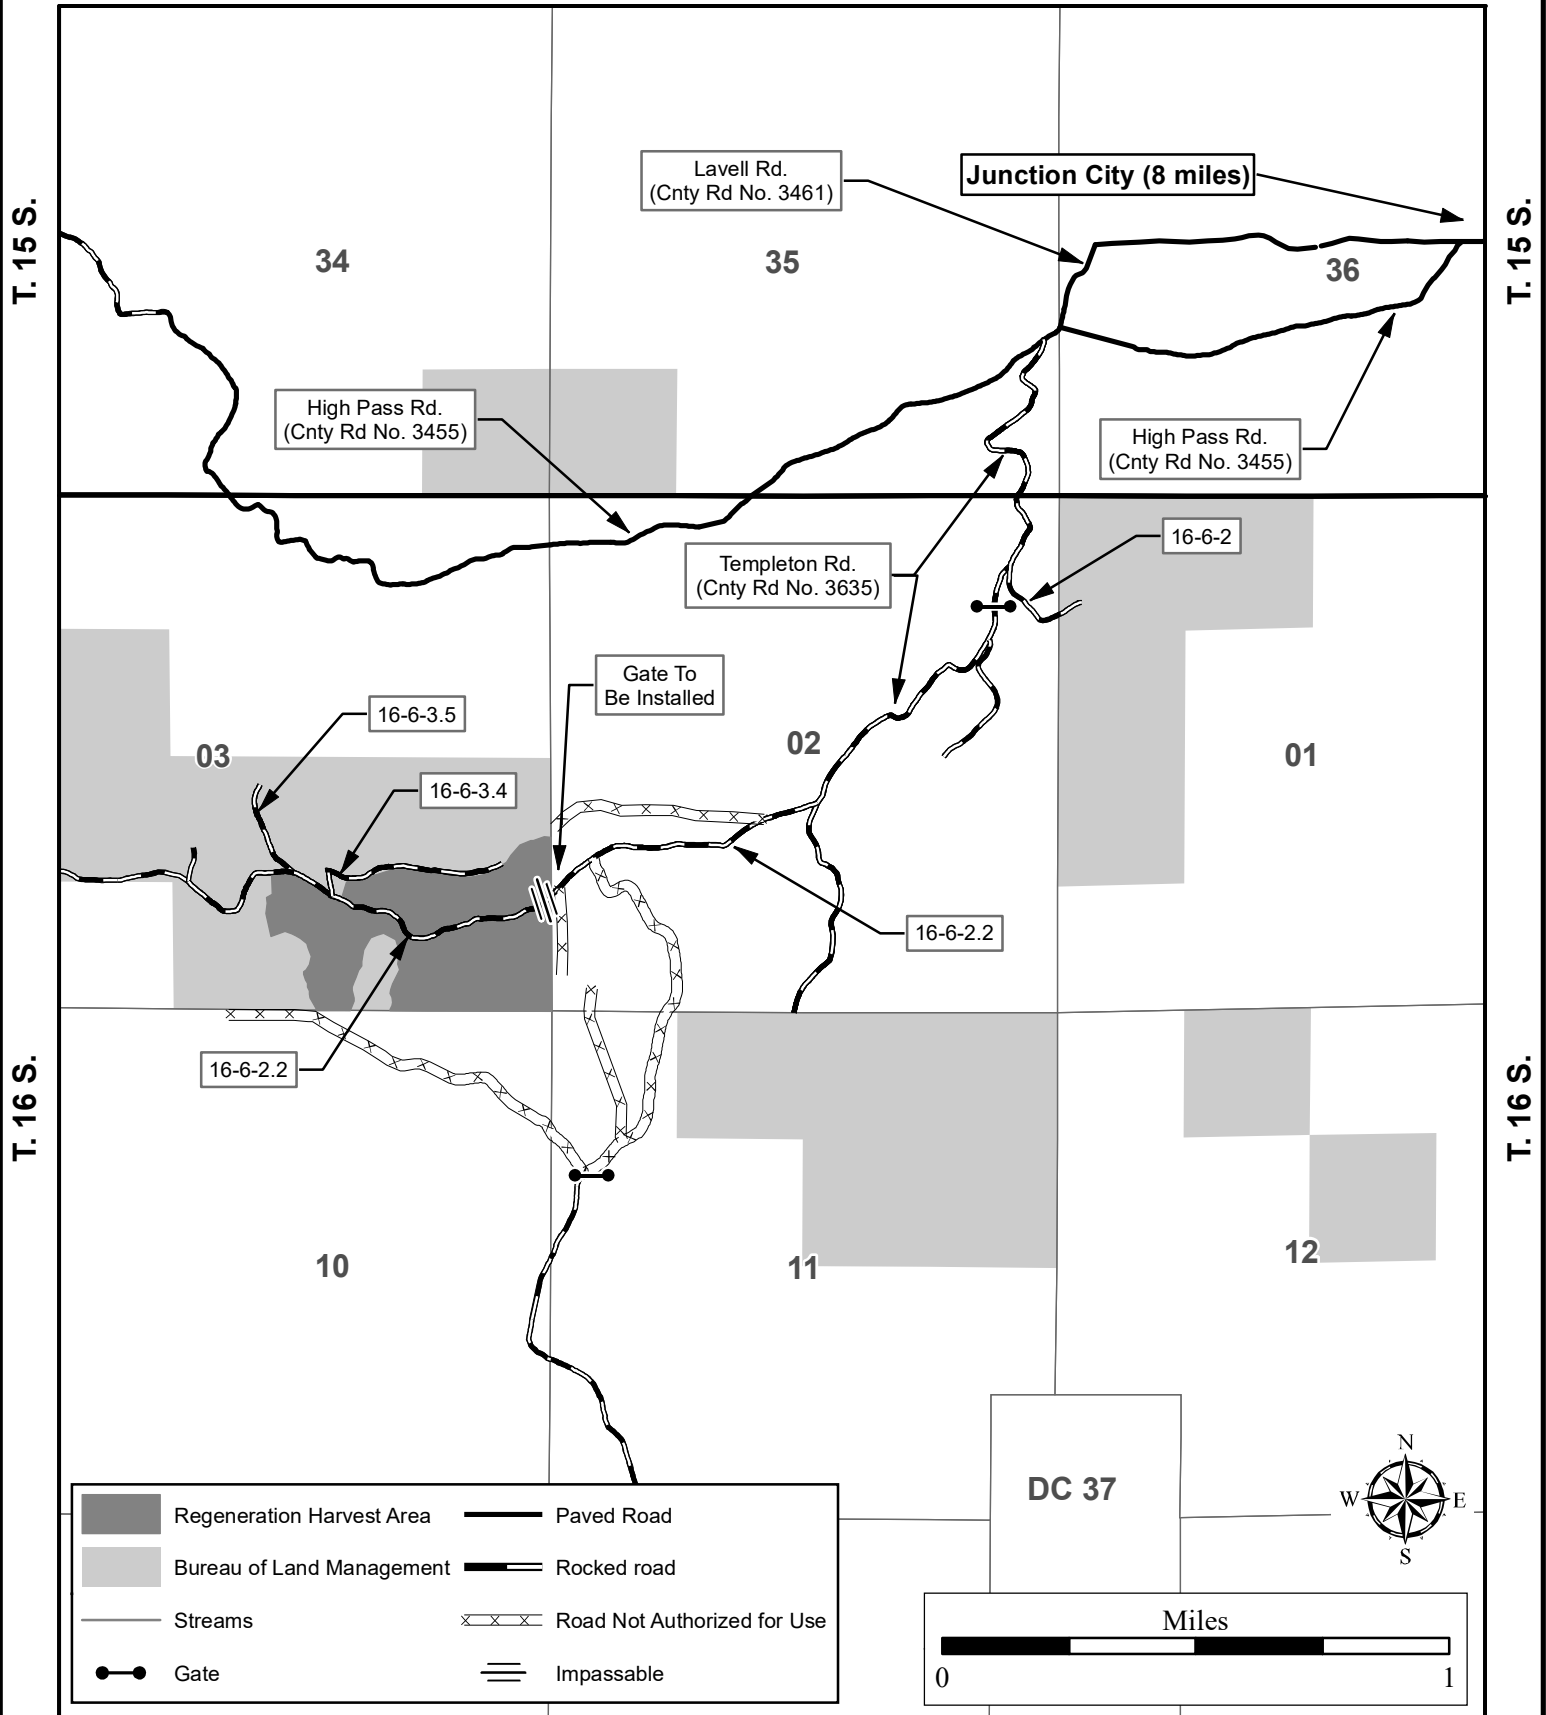 Lavell Rd.
(Cnty Rd No. 3461)
Junction City (8 miles)
T. 15 S.
T. 15 S.
34
35
36
High Pass Rd.
(Cnty Rd No. 3455)
High Pass Rd.
(Cnty Rd No. 3455)
16-6-2
Templeton Rd.
(Cnty Rd No. 3635)
Gate To
Be Installed
16-6-3.5
03
02
01
16-6-3.4
16-6-2.2
16-6-2.2
T. 16 S.
T. 16 S.
10
11
12
DC 37
N
W
E
S
Regeneration Harvest Area
Paved Road
Bureau of Land Management
Rocked road
Streams
Road Not Authorized for Use
Gate
Impassable
Miles
0
1